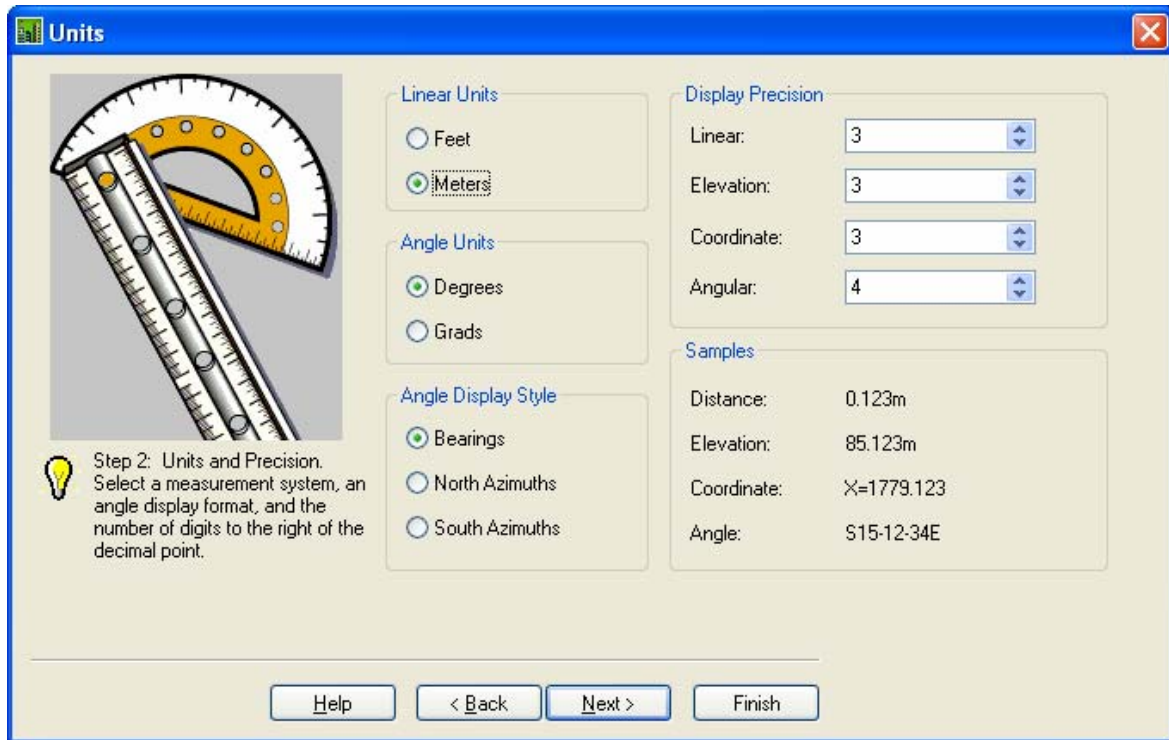 Units
Step 2: Units and Precision.
Select a measurement system, an
angle display format, and the
number of digits to the right of the
decimal point.
Linear Units
Feet
Meters
Angle Units
Degrees
Grads
Angle Display Style
Bearings
North Azimuths
South Azimuths
Display Precision
Linear: 3
Elevation: 3
Coordinate: 3
Angular: 4
Samples
Distance: 0.123m
Elevation: 85.123m
Coordinate: X=1779.123
Angle: S15-12-34E
Help < Back Next > Finish